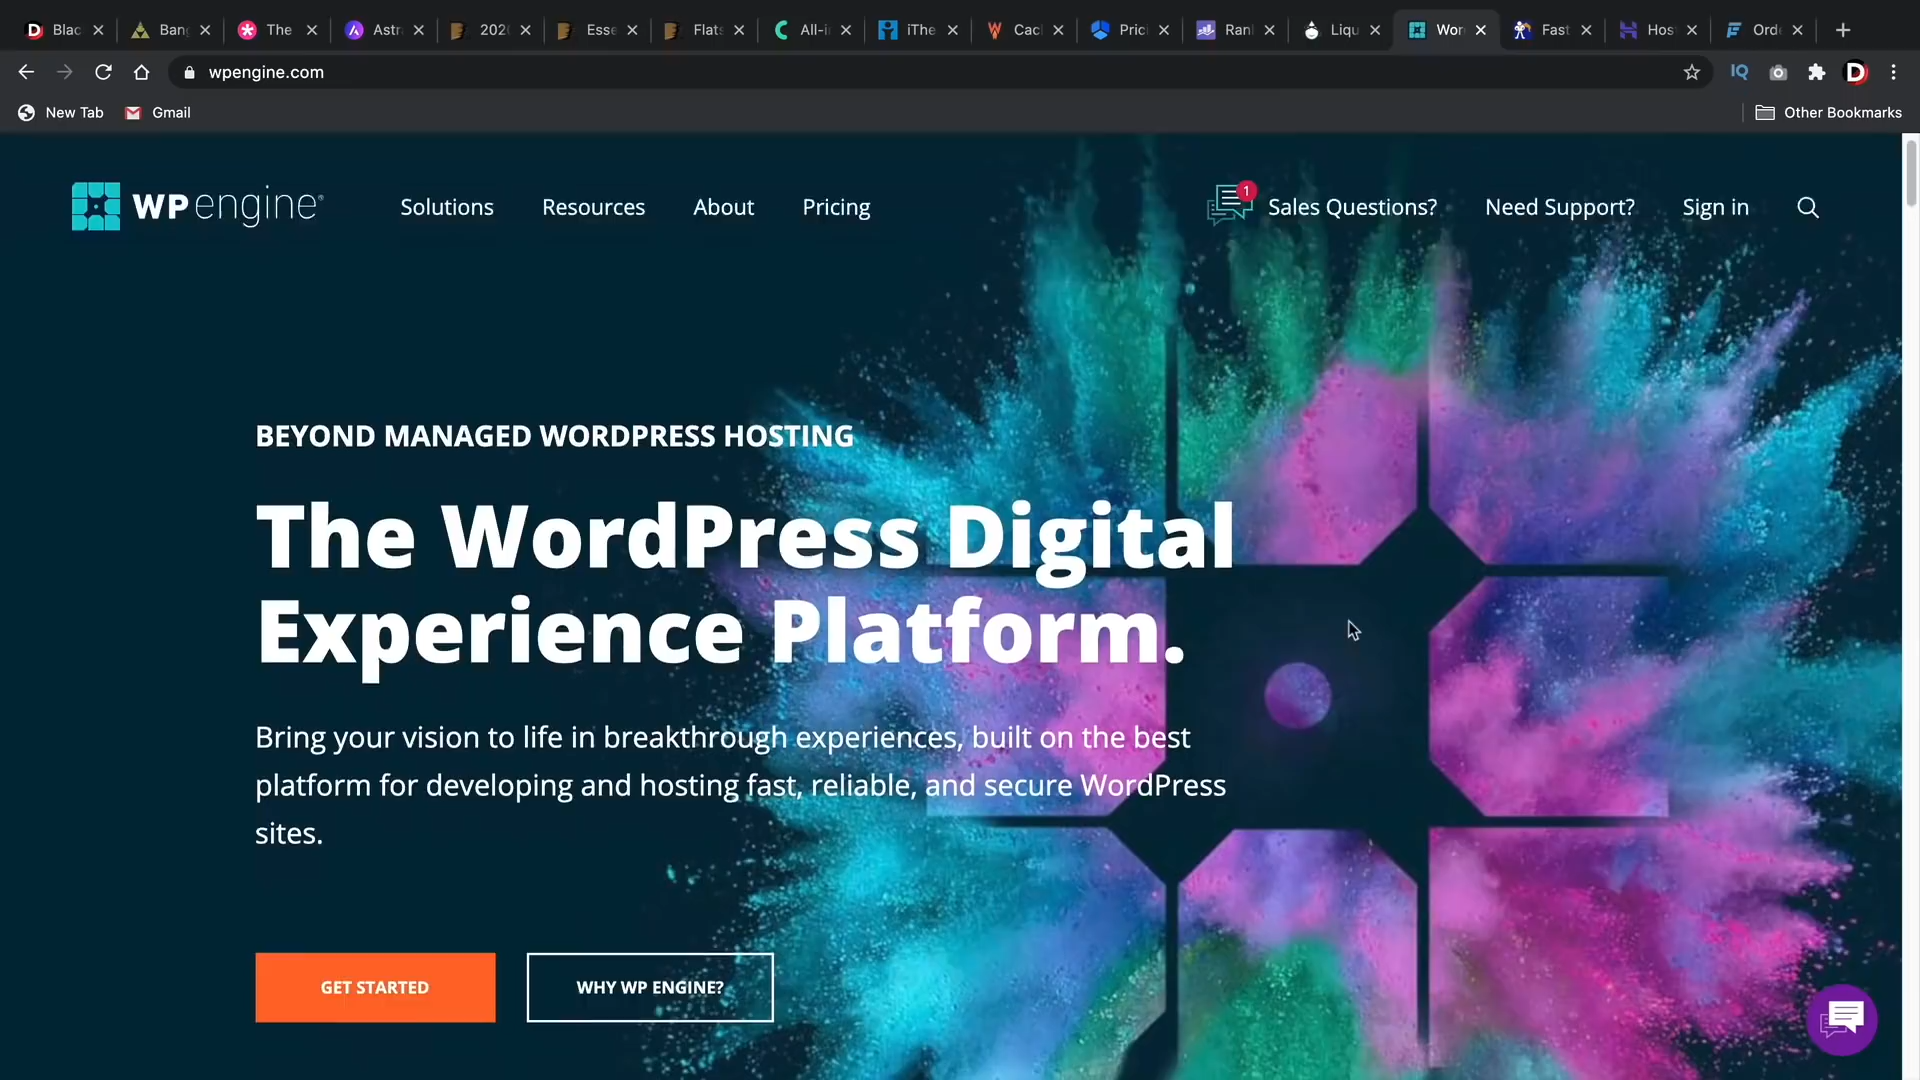 Blac
Ban
The
Astr
202
Esse
Flats
All-i
iThe
Cac
Pric
Ran
Liqu
Wor
Fast
Hos
Orde
wpengine.com
IQ
New Tab
Gmail
Other Bookmarks
WP engine®
Solutions
Resources
About
Pricing
1
Sales Questions?
Need Support?
Sign in
BEYOND MANAGED WORDPRESS HOSTING
The WordPress Digital
Experience Platform.
Bring your vision to life in breakthrough experiences, built on the best
platform for developing and hosting fast, reliable, and secure WordPress
sites.
GET STARTED
WHY WP ENGINE?